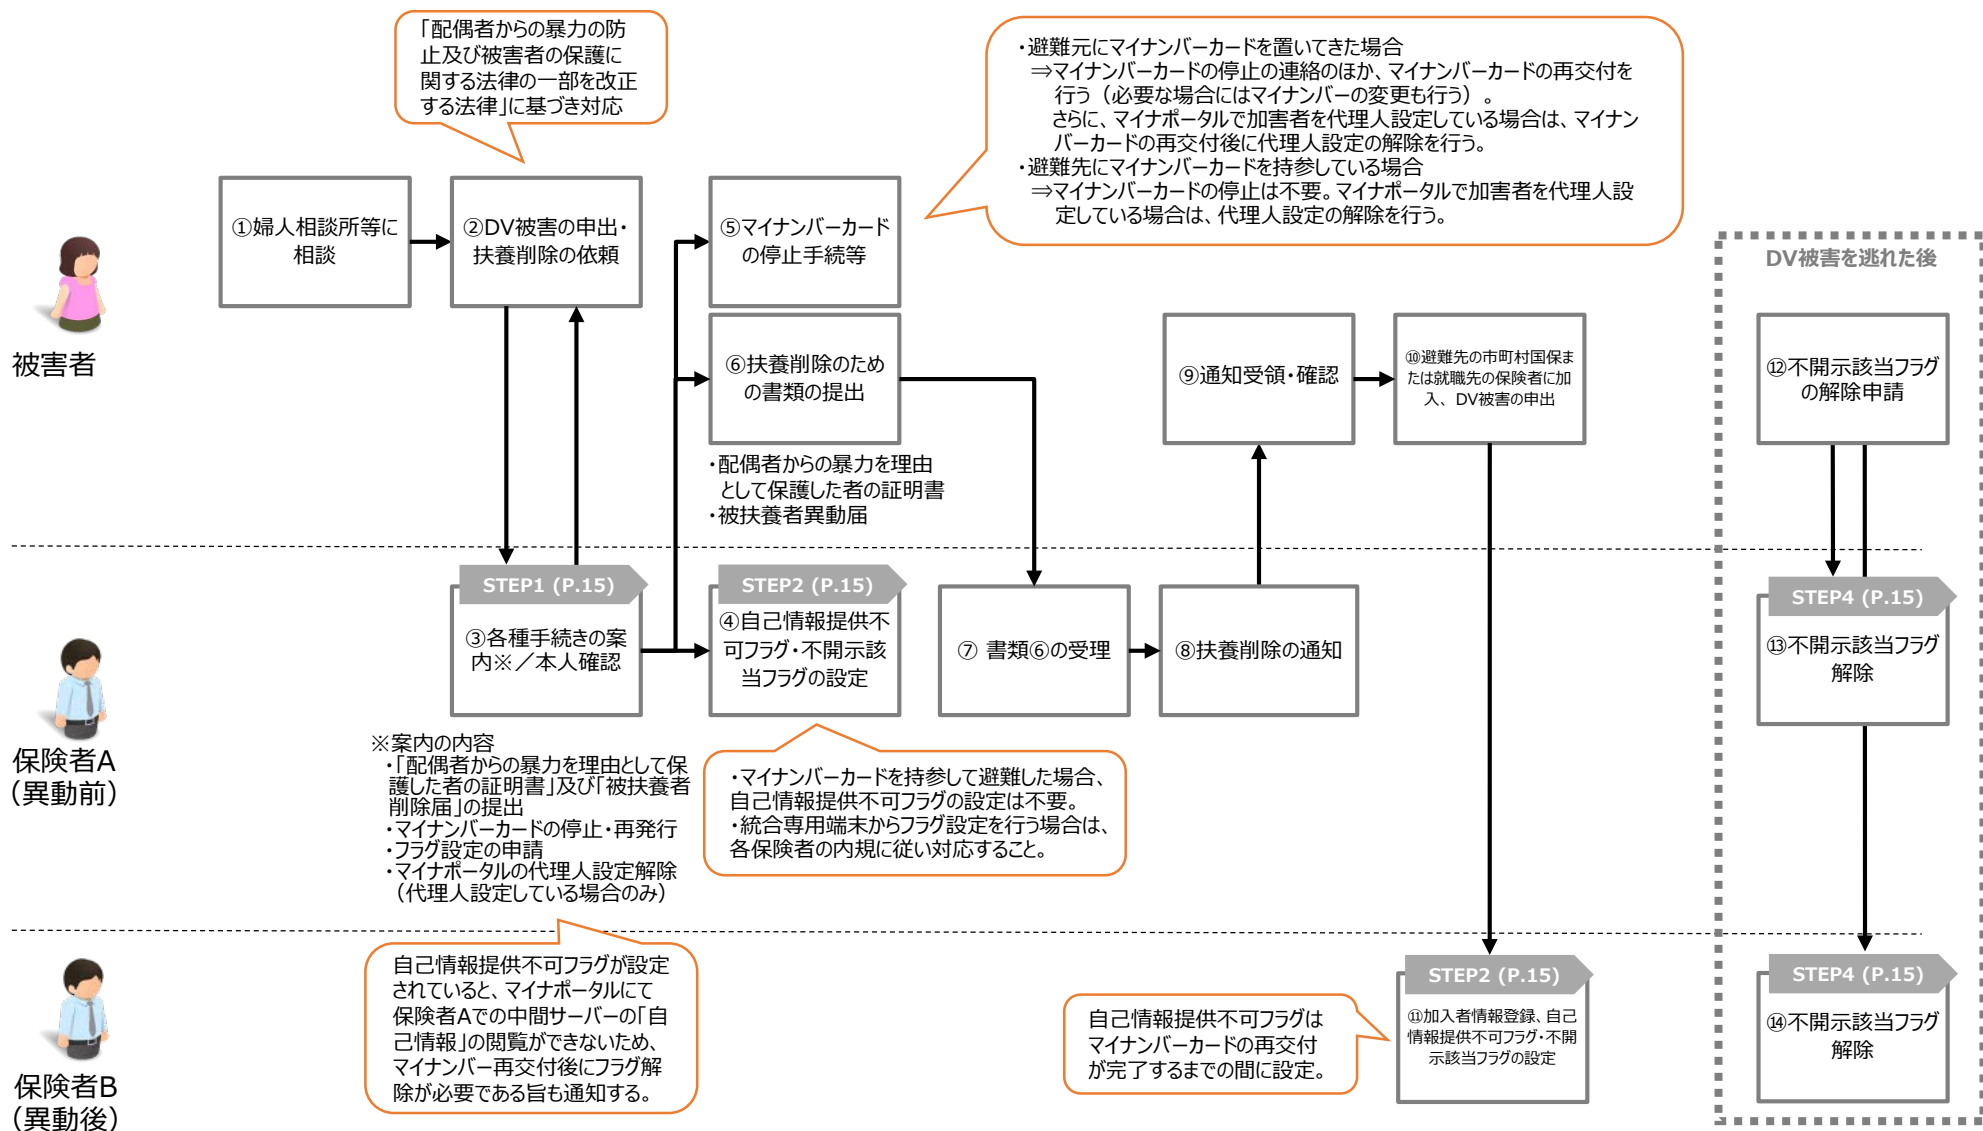 「配偶者からの暴力の防
止及び被害者の保護に
関する法律の一部を改正
する法律」に基づき対応
・避難元にマイナンバーカードを置いてきた場合
⇒マイナンバーカードの停止の連絡のほか、マイナンバーカードの再交付を
行う（必要な場合にはマイナンバーの変更も行う）。
さらに、マイナポータルで加害者を代理人設定している場合は、マイナン
バーカードの再交付後に代理人設定の解除を行う。
・避難先にマイナンバーカードを持参している場合
⇒マイナンバーカードの停止は不要。マイナポータルで加害者を代理人設
定している場合は、代理人設定の解除を行う。
①婦人相談所等に
相談
②DV被害の申出・
扶養削除の依頼
⑤マイナンバーカード
の停止手続等
DV被害を逃れた後
被害者
⑥扶養削除のため
の書類の提出
・配偶者からの暴力を理由
として保護した者の証明書
・被扶養者異動届
⑨通知受領・確認
⑩避難先の市町村国保ま
たは就職先の保険者に加
入、DV被害の申出
⑫不開示該当フラグ
の解除申請
STEP1 (P.15)
③各種手続きの案
内※／本人確認
STEP2 (P.15)
④自己情報提供不
可フラグ・不開示該
当フラグの設定
⑦ 書類⑥の受理
⑧扶養削除の通知
STEP4 (P.15)
⑬不開示該当フラグ
解除
保険者A
（異動前）
※案内の内容
・「配偶者からの暴力を理由として保
護した者の証明書」及び「被扶養者
削除届」の提出
・マイナンバーカードの停止・再発行
・フラグ設定の申請
・マイナポータルの代理人設定解除
（代理人設定している場合のみ）
・マイナンバーカードを持参して避難した場合、
自己情報提供不可フラグの設定は不要。
・統合専用端末からフラグ設定を行う場合は、
各保険者の内規に従い対応すること。
保険者B
（異動後）
自己情報提供不可フラグが設定
されていると、マイナポータルにて
保険者Aでの中間サーバーの「自
己情報」の閲覧ができないため、
マイナンバー再交付後にフラグ解
除が必要である旨も通知する。
自己情報提供不可フラグは
マイナンバーカードの再交付
が完了するまでの間に設定。
STEP2 (P.15)
⑪加入者情報登録、自己
情報提供不可フラグ・不開
示該当フラグの設定
STEP4 (P.15)
⑭不開示該当フラグ
解除